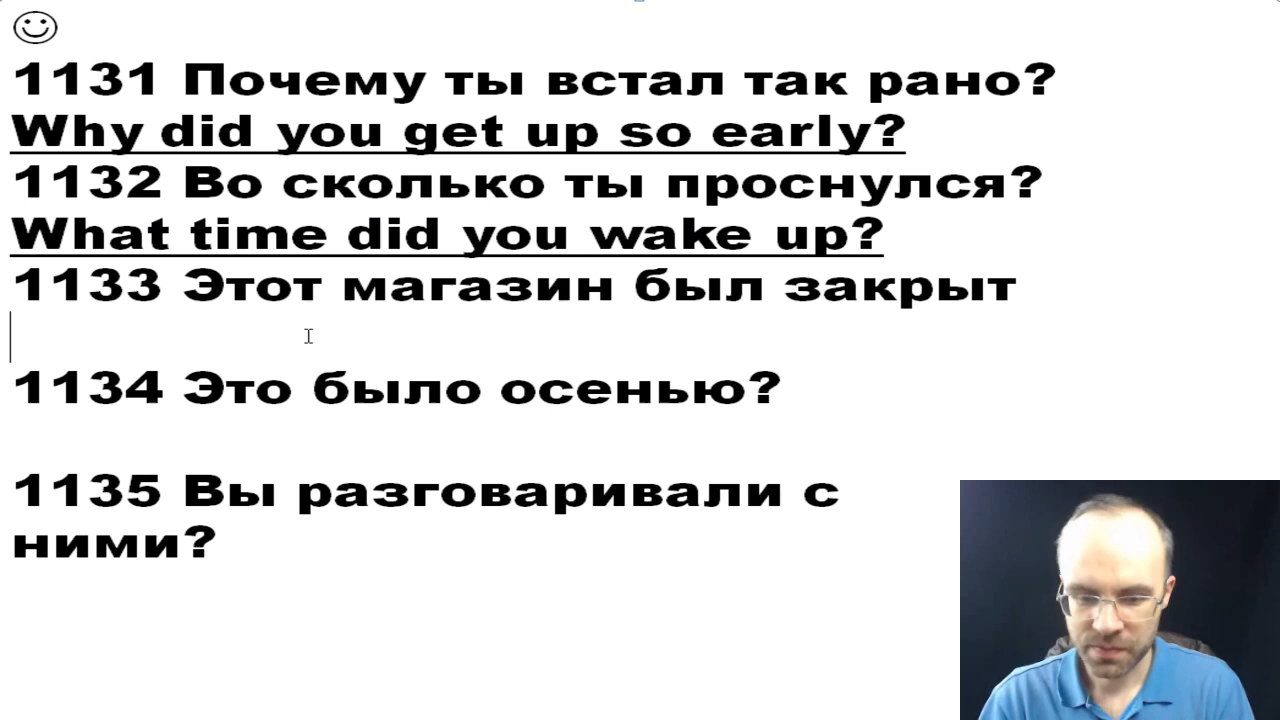 1131 Почему ты встал так рано?
Why did you get up so early?
1132 Во сколько ты проснулся?
What time did you wake up?
1133 Этот магазин был закрыт
1134 Это было осенью?
1135 Вы разговаривали с
ними?